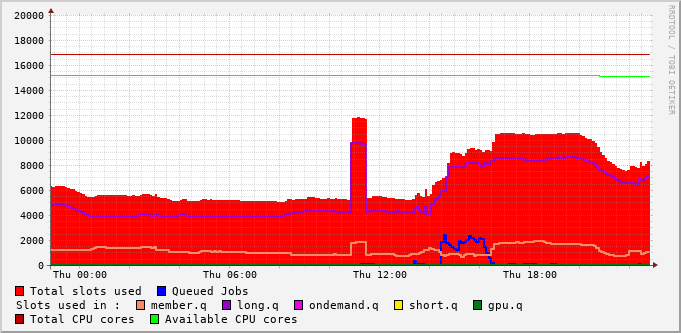 20000
18000
16000
14000
12000
10000
8000
6000
4000
2000
0
Thu 00:00 Thu 06:00 Thu 12:00 Thu 18:00
RRDTOOL / TOBI OETIKER
Total slots used Queued Jobs
Slots used in : member.q long.q ondemand.q short.q gpu.q
Total CPU cores Available CPU cores